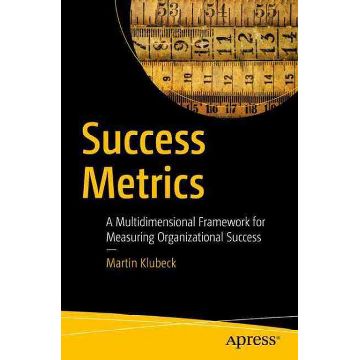 Success
Metrics
A Multidimensional Framework for
Measuring Organizational Success
—
Martin Klubeck
Apress®